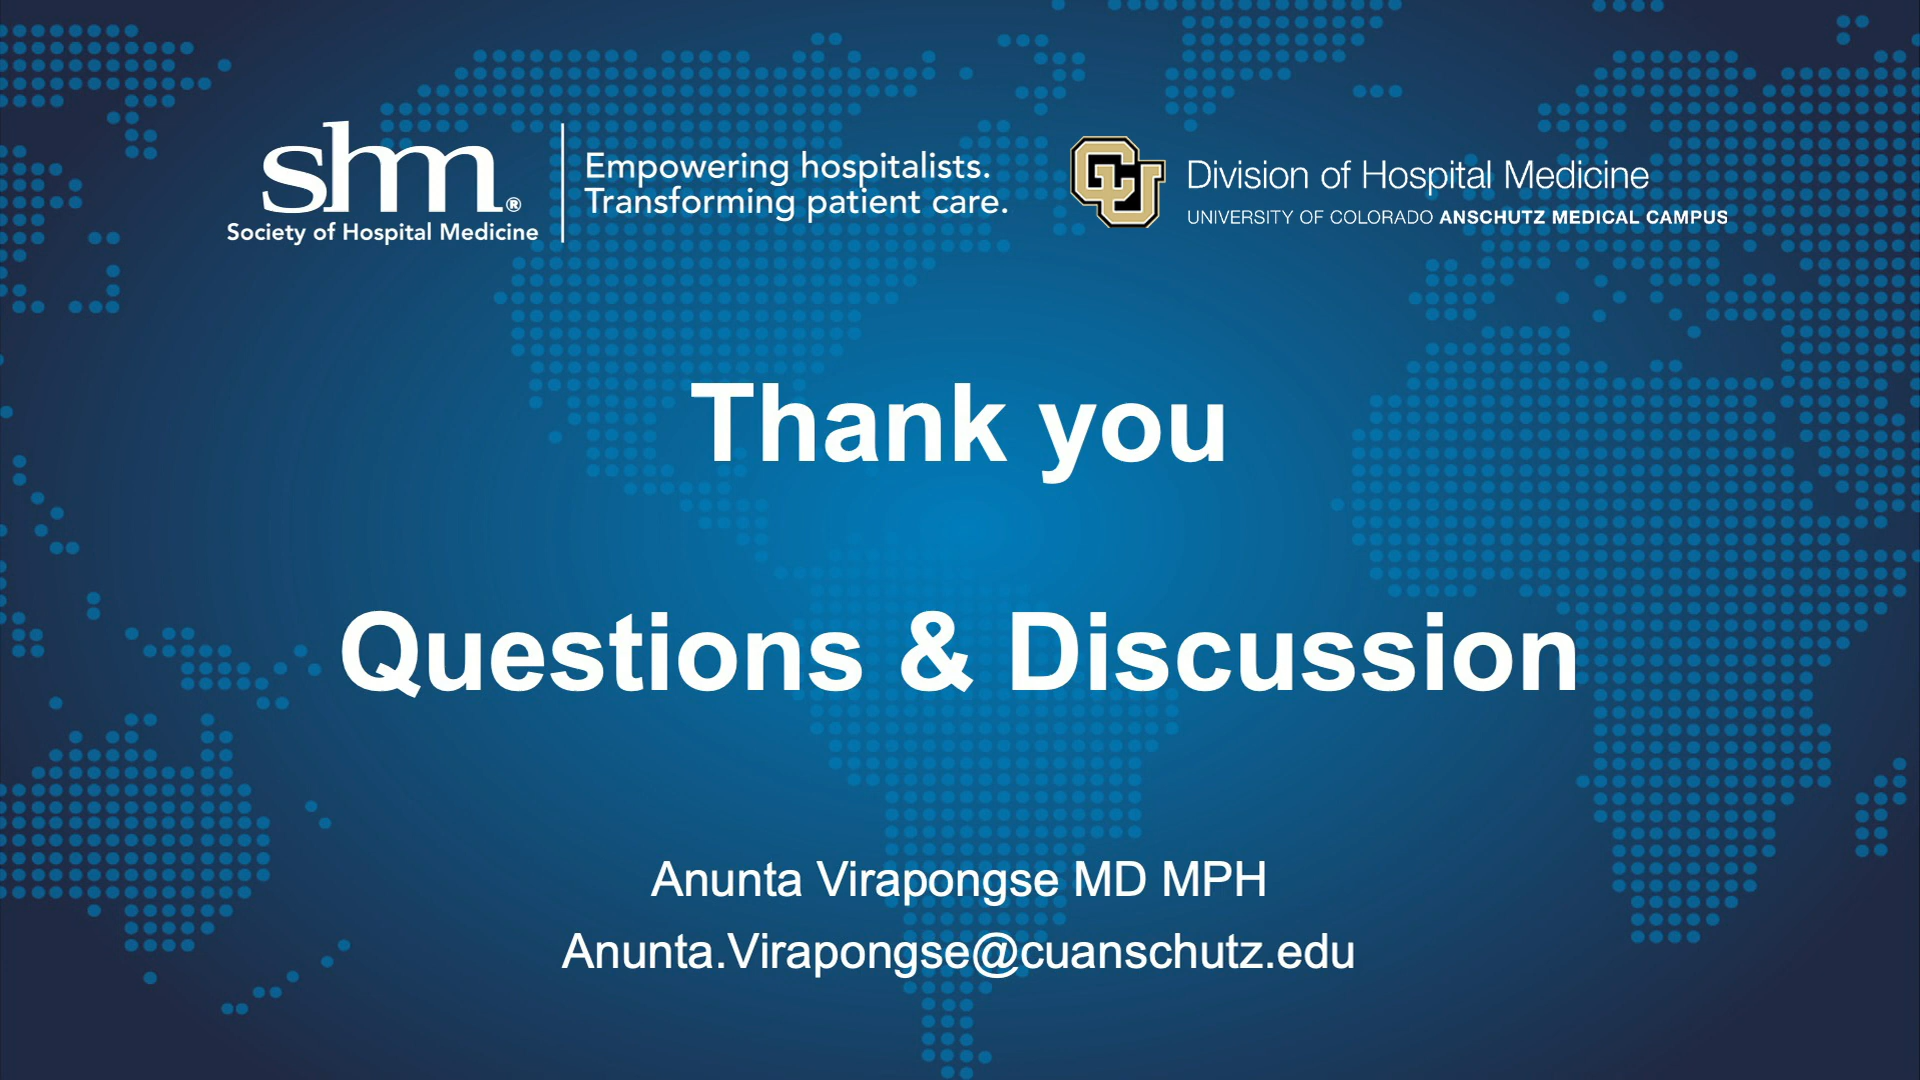 shm®
Society of Hospital Medicine
Empowering hospitalists.
Transforming patient care.
CU
Division of Hospital Medicine
UNIVERSITY OF COLORADO ANSCHUTZ MEDICAL CAMPUS
Thank you
Questions & Discussion
Anunta Virapongse MD MPH
Anunta.Virapongse@cuanschutz.edu